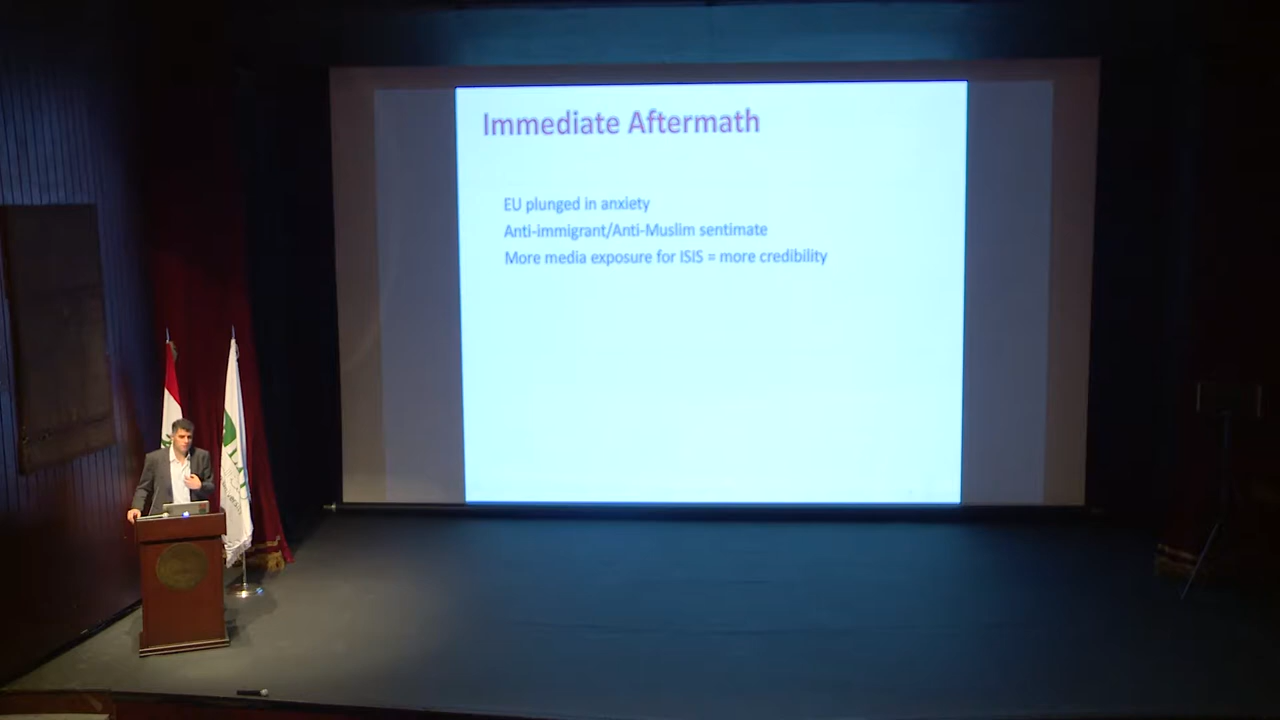 Immediate Aftermath
EU plunged in anxiety
Anti-immigrant/Anti-Muslim sentimate
More media exposure for ISIS = more credibility